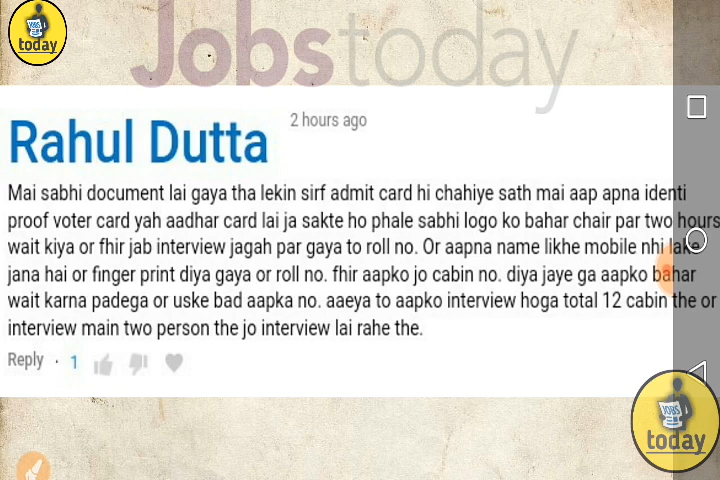 JOBS
today
Jobstoday
Rahul Dutta
2 hours ago
Mai sabhi document lai gaya tha lekin sirf admit card hi chahiye sath mai aap apna identi
proof voter card yah aadhar card lai ja sakte ho phale sabhi logo ko bahar chair par two hours
wait kiya or fhir jab interview jagah par gaya to roll no. Or aapna name likhe mobile nhi lake
jana hai or finger print diya gaya or roll no. fhir aapko jo cabin no. diya jaye ga aapko bahar
wait karna padega or uske bad aapka no. aaeya to aapko interview hoga total 12 cabin the or
interview main two person the jo interview lai rahe the.
Reply · 1
JOBS
today